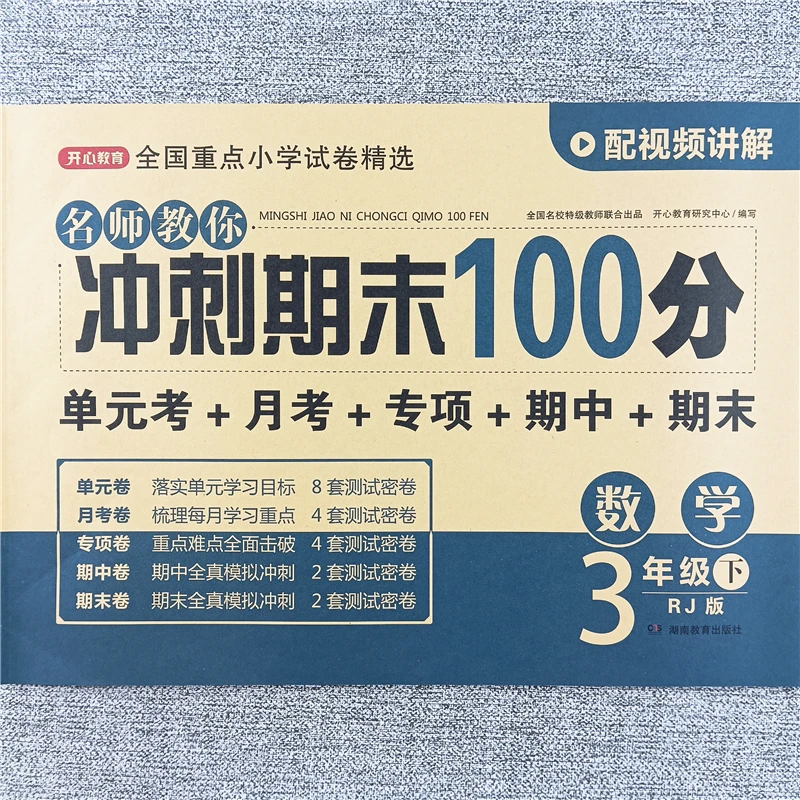 开心教育 全国重点小学试卷精选
配视频讲解
名师教你 MINGSHI JIAO NI CHONGCI QIMO 100 FEN 全国名校特级教师联合出品 开心教育研究中心/编写
冲刺期末100分
单元考+月考+专项+期中+期末
单元卷 落实单元学习目标 8套测试密卷
月考卷 梳理每月学习重点 4套测试密卷
专项卷 重点难点全面击破 4套测试密卷
期中卷 期中全真模拟冲刺 2套测试密卷
期末卷 期末全真模拟冲刺 2套测试密卷
数学
3年级下
RJ版
湖南教育出版社